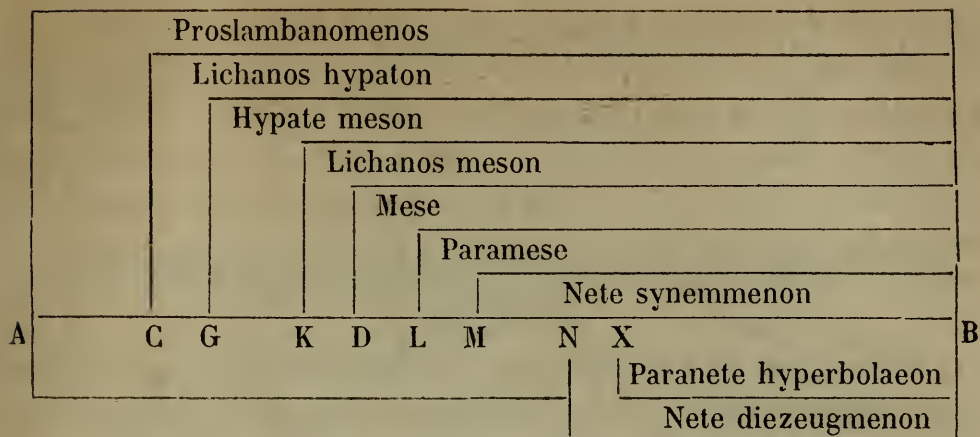 Proslambanomenos
Lichanos hypaton
Hypate meson
Lichanos meson
Mese
Paramese
Nete synemmenon
A C G K D L M N X B
Paranete hyperbolaeon
Nete diezeugmenon